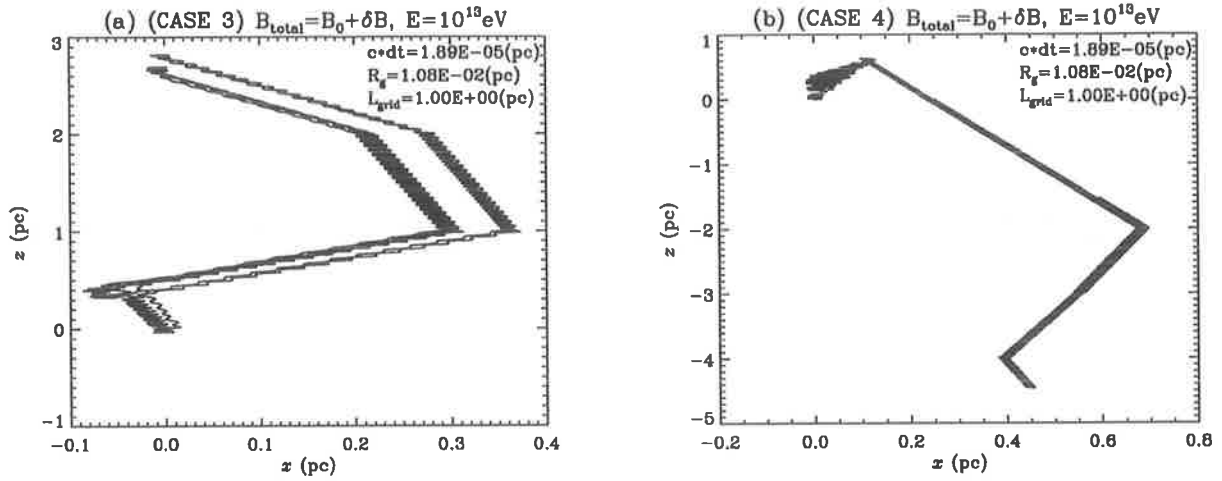 (a) (CASE 3) B_total=B_0+δB, E=10^13eV
c*dt=1.89E-05(pc)
R_g=1.08E-02(pc)
L_grid=1.00E+00(pc)
3
2
1
0
-1
z (pc)
-0.1 0.0 0.1 0.2 0.3 0.4
x (pc)
(b) (CASE 4) B_total=B_0+δB, E=10^13eV
c*dt=1.89E-05(pc)
R_g=1.08E-02(pc)
L_grid=1.00E+00(pc)
1
0
-1
-2
-3
-4
-5
z (pc)
-0.2 0.0 0.2 0.4 0.6 0.8
x (pc)